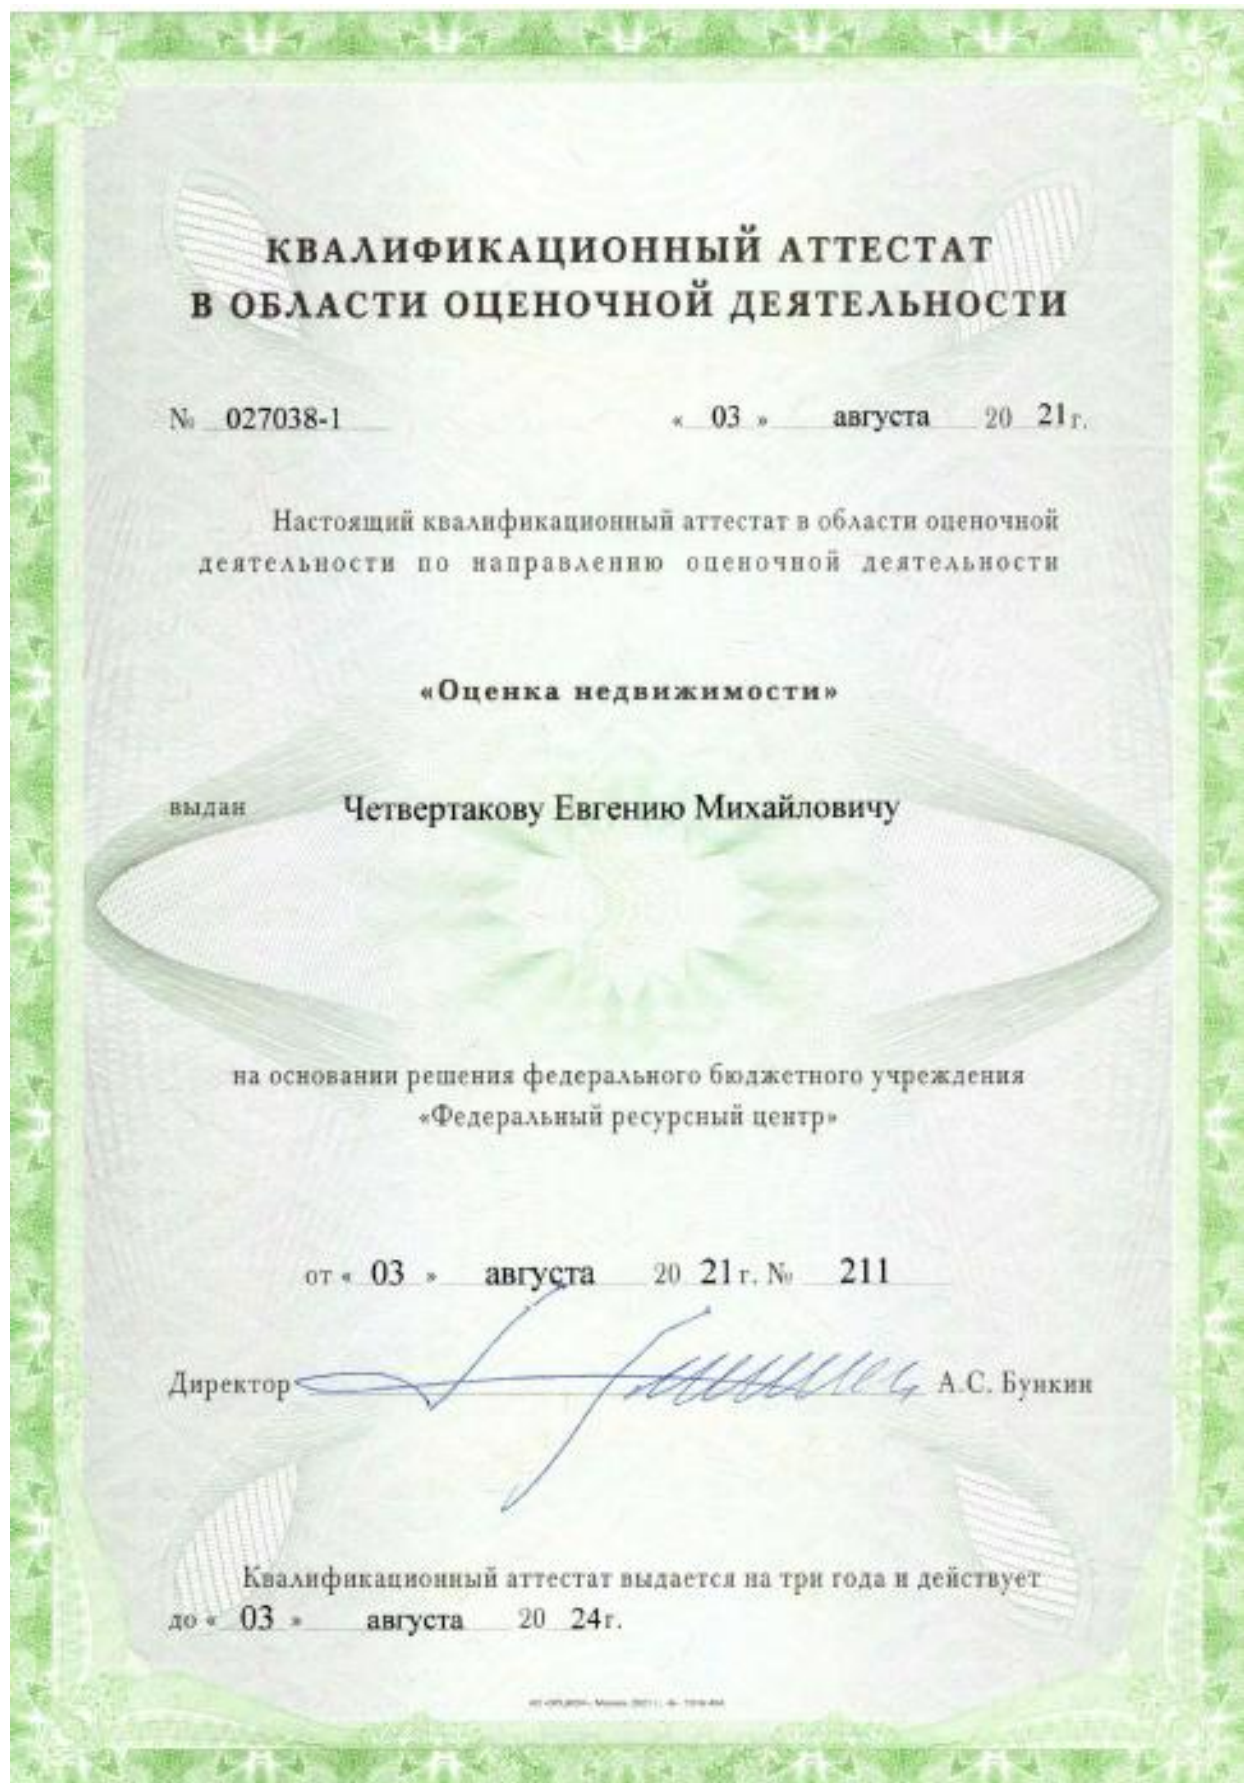 КВАЛИФИКАЦИОННЫЙ АТТЕСТАТ
В ОБЛАСТИ ОЦЕНОЧНОЙ ДЕЯТЕЛЬНОСТИ
№ 027038-1 « 03 » августа 20 21 г.
Настоящий квалификационный аттестат в области оценочной
деятельности по направлению оценочной деятельности
«Оценка недвижимости»
выдан Четвертакову Евгению Михайловичу
на основании решения федерального бюджетного учреждения
«Федеральный ресурсный центр»
от « 03 » августа 20 21 г. № 211
Директор А.С. Бункин
Квалификационный аттестат выдается на три года и действует
до « 03 » августа 20 24 г.